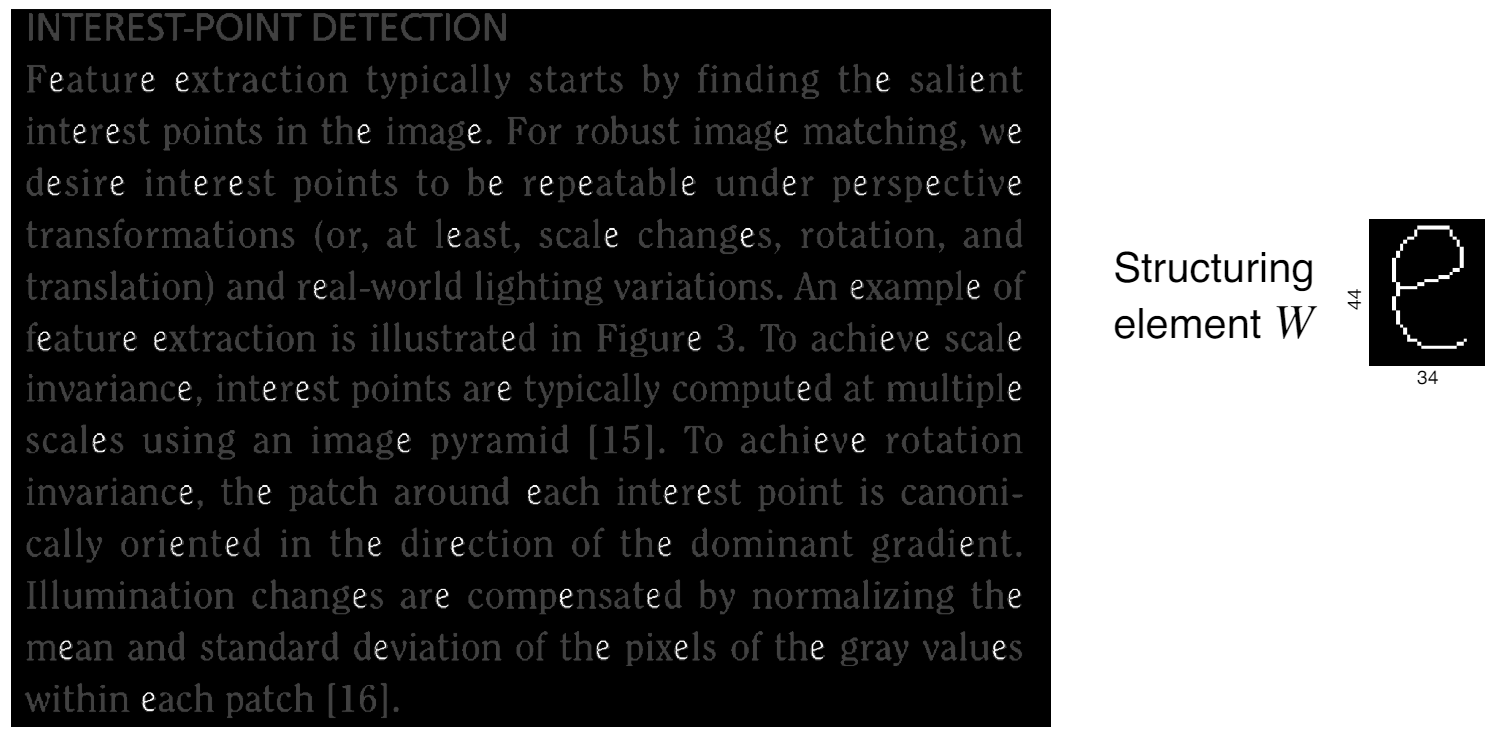 INTEREST-POINT DETECTION
Feature extraction typically starts by finding the salient
interest points in the image. For robust image matching, we
desire interest points to be repeatable under perspective
transformations (or, at least, scale changes, rotation, and
translation) and real-world lighting variations. An example of
feature extraction is illustrated in Figure 3. To achieve scale
invariance, interest points are typically computed at multiple
scales using an image pyramid [15]. To achieve rotation
invariance, the patch around each interest point is canoni-
cally oriented in the direction of the dominant gradient.
Illumination changes are compensated by normalizing the
mean and standard deviation of the pixels of the gray values
within each patch [16].
Structuring
element W
44
e
34